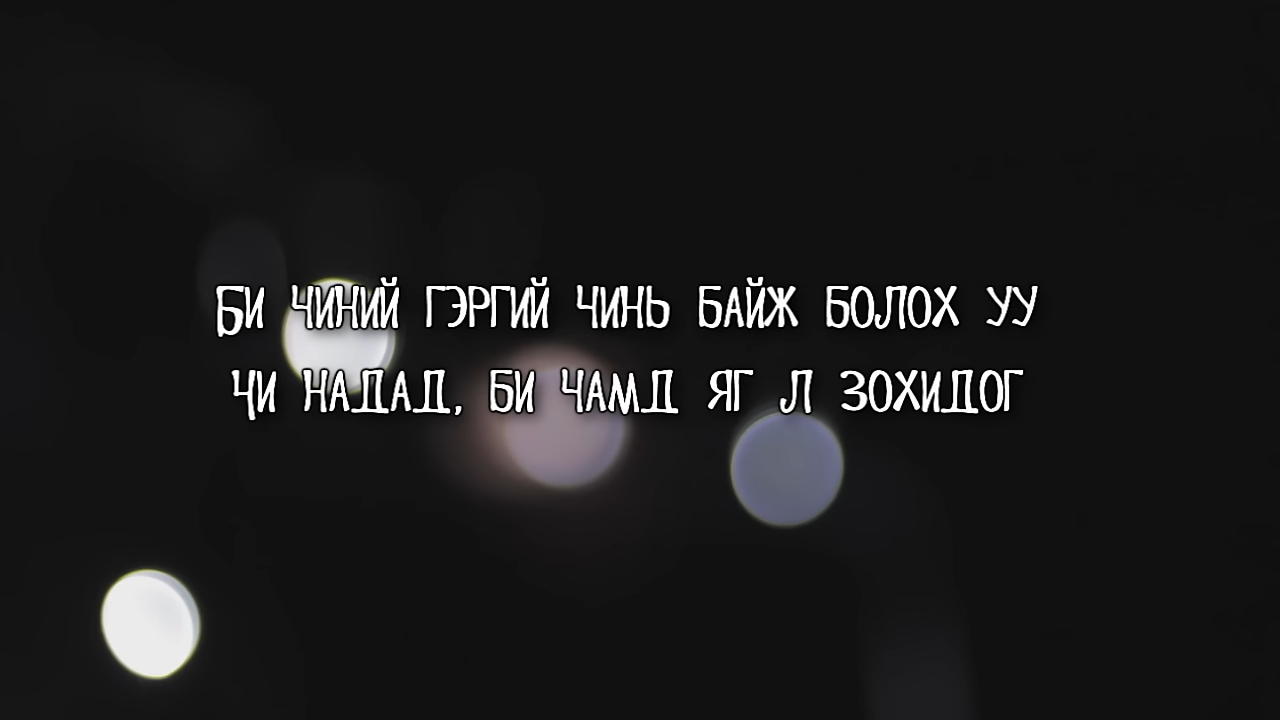 Би чиний гэргий чинь байж болох уу
Чи надад, би чамд яг л зохидог